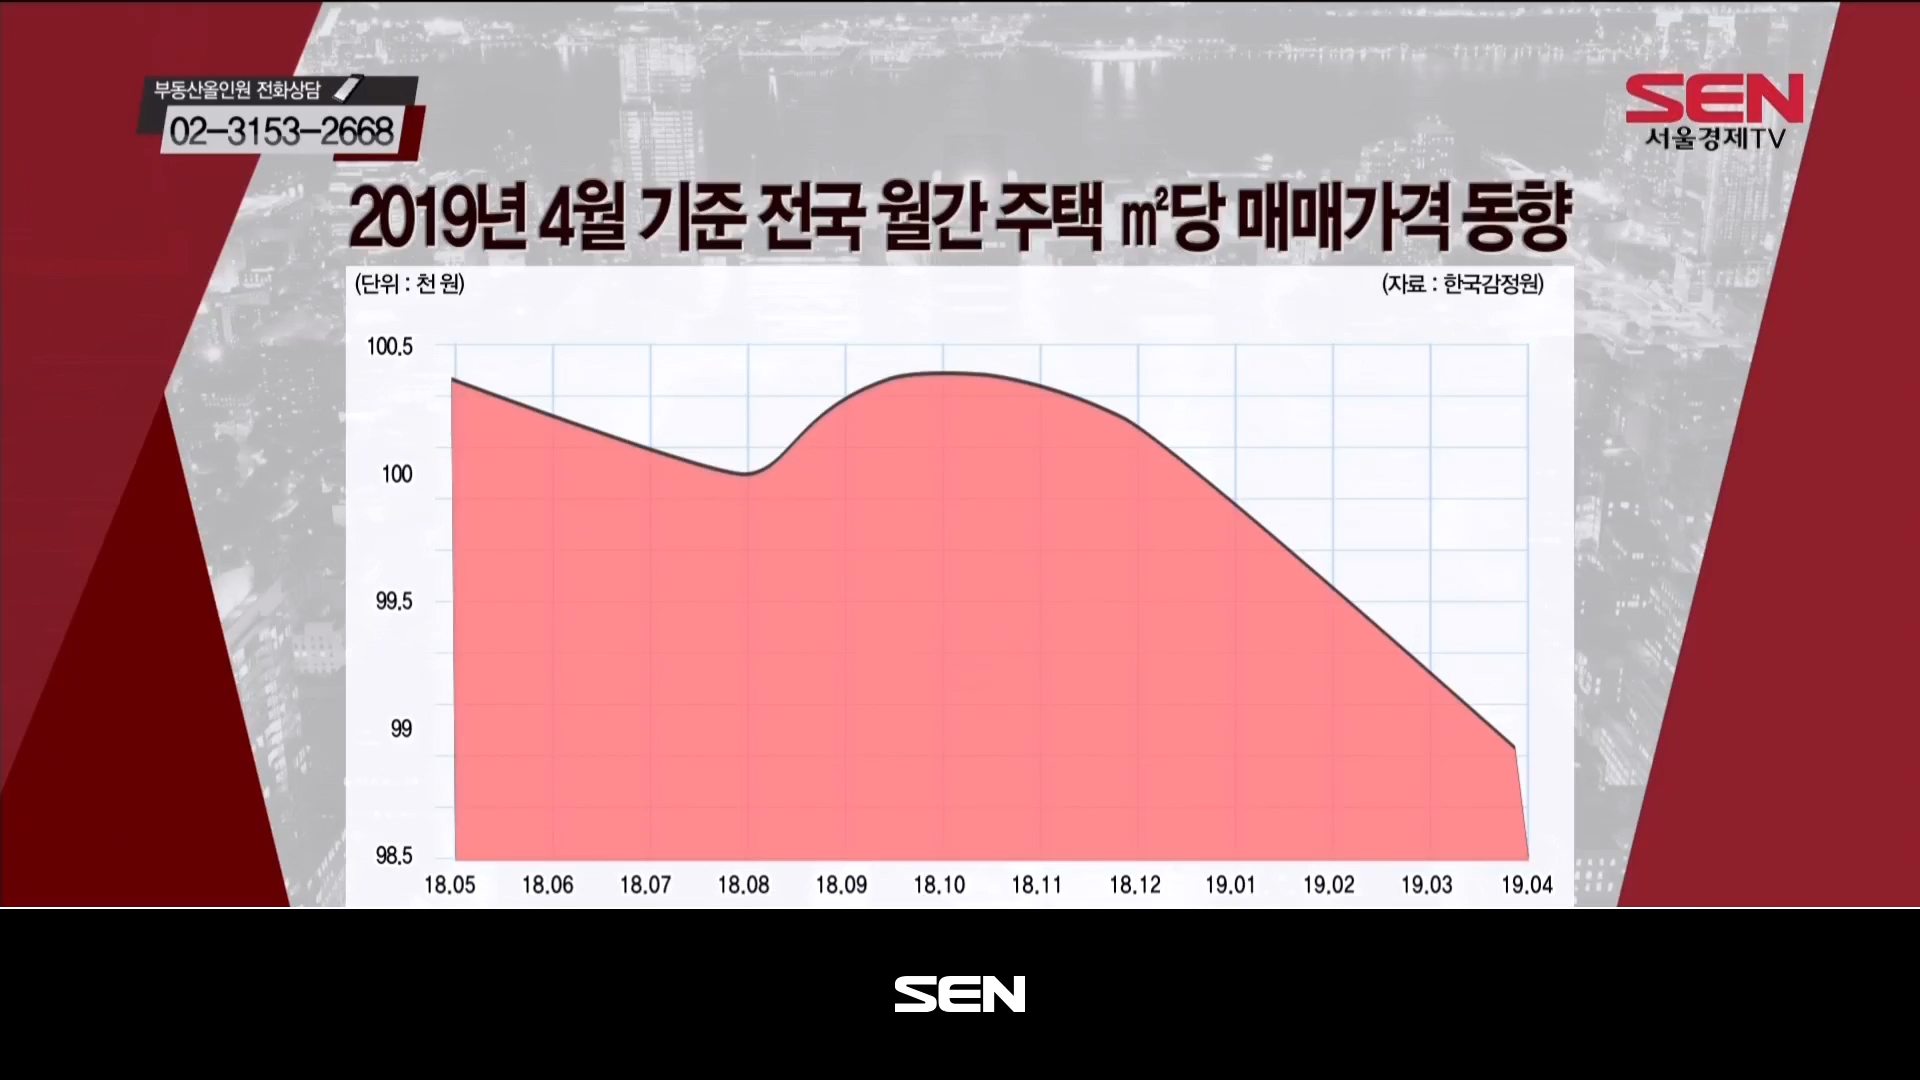 부동산올인원 전화상담
02-3153-2668
SEN
서울경제TV
2019년 4월 기준 전국 월간 주택 ㎡당 매매가격 동향
(단위 : 천 원)
(자료 : 한국감정원)
100.5
100
99.5
99
98.5
18.05 18.06 18.07 18.08 18.09 18.10 18.11 18.12 19.01 19.02 19.03 19.04
SEN